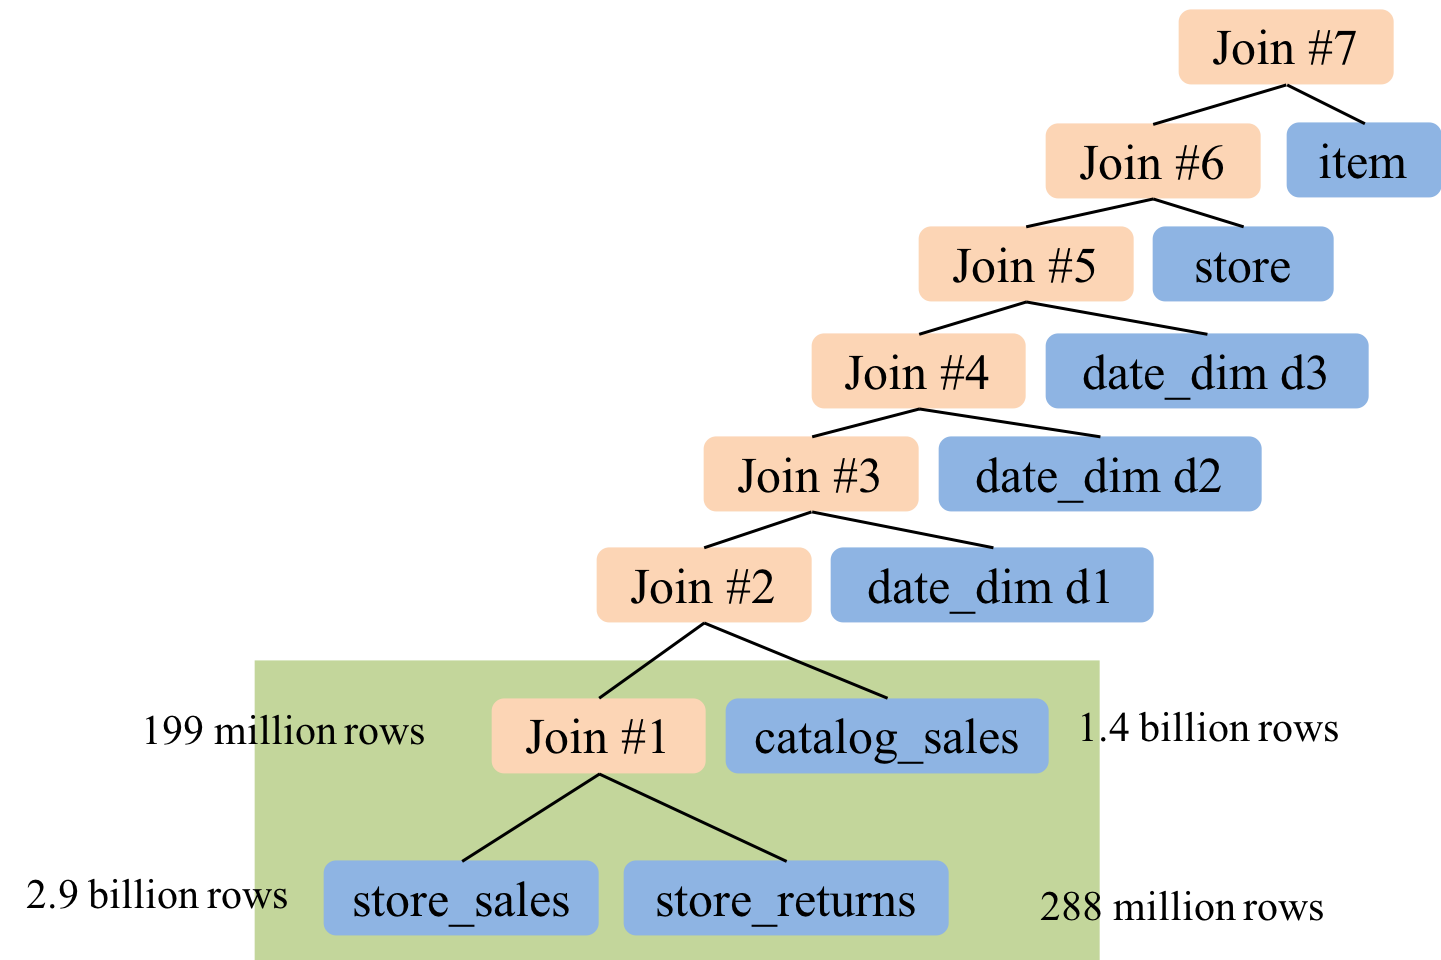 Join #7
Join #6
item
Join #5
store
Join #4
date_dim d3
Join #3
date_dim d2
Join #2
date_dim d1
199 million rows
Join #1
catalog_sales
1.4 billion rows
2.9 billion rows
store_sales
store_returns
288 million rows